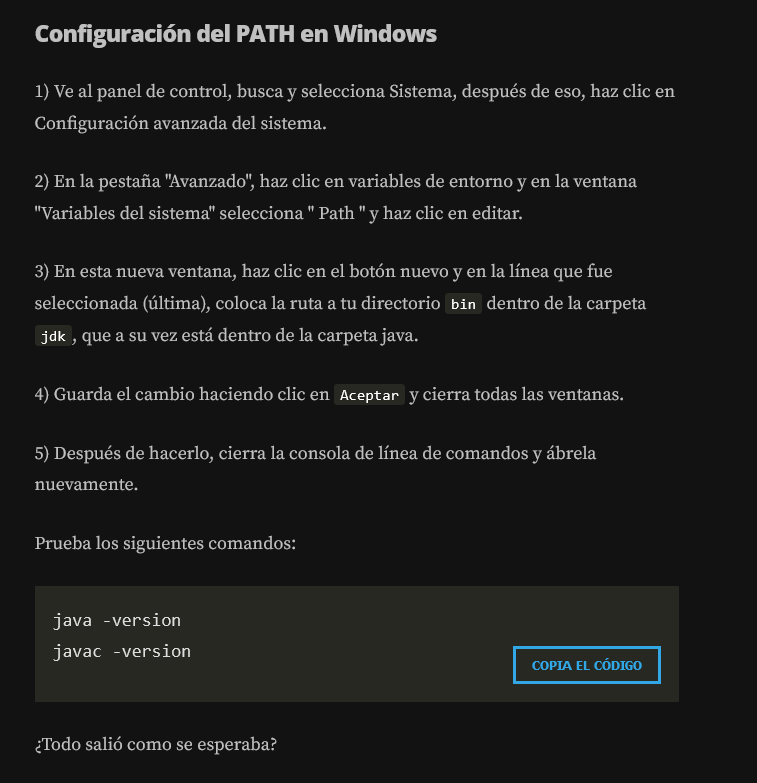 Configuración del PATH en Windows
1) Ve al panel de control, busca y selecciona Sistema, después de eso, haz clic en
Configuración avanzada del sistema.
2) En la pestaña "Avanzado", haz clic en variables de entorno y en la ventana
"Variables del sistema" selecciona " Path " y haz clic en editar.
3) En esta nueva ventana, haz clic en el botón nuevo y en la línea que fue
seleccionada (última), coloca la ruta a tu directorio bin dentro de la carpeta
jdk, que a su vez está dentro de la carpeta java.
4) Guarda el cambio haciendo clic en Aceptar y cierra todas las ventanas.
5) Después de hacerlo, cierra la consola de línea de comandos y ábrela
nuevamente.
Prueba los siguientes comandos:
java -version
javac -version
COPIA EL CÓDIGO
¿Todo salió como se esperaba?